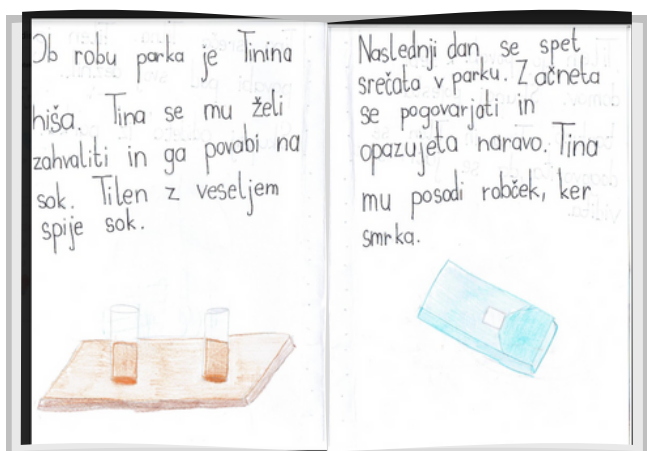 Ob robu parka je Tinina
hiša. Tina se mu želi
zahvaliti in ga povabi na
sok. Tilen z veseljem
spije sok.
Naslednji dan se spet
srečata v parku. Začneta
se pogovarjati in
opazujeta naravo. Tina
mu posodi robček, ker
smrka.